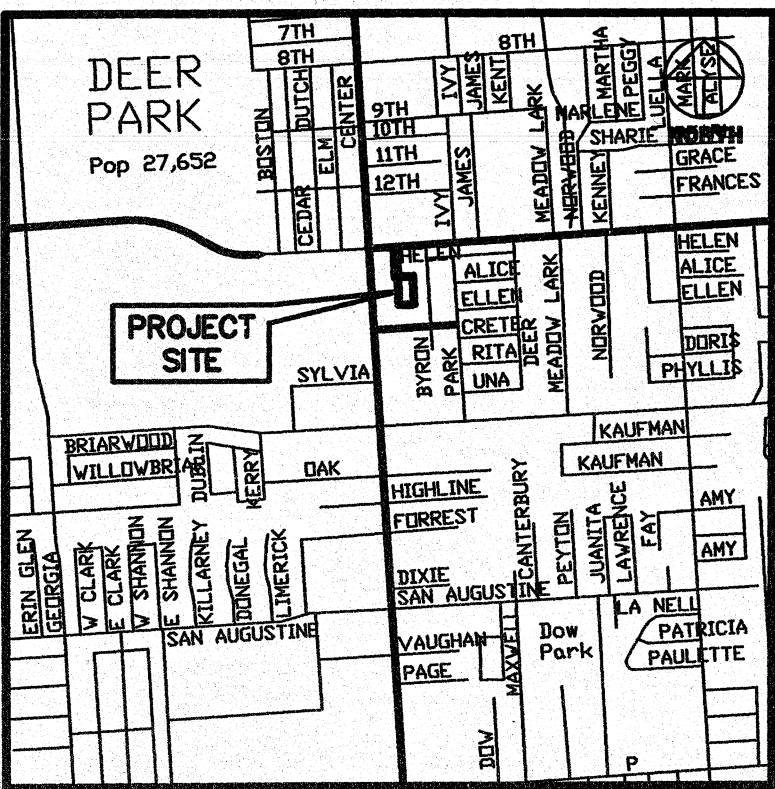 DEER
PARK
Pop 27,652
7TH
8TH
8TH
BOSTON
DUTCH
CEDAR
ELM
CENTER
9TH
10TH
11TH
12TH
IVY
JAMES
KENT
IVY
JAMES
MEADOW LARK
NORWOOD
MARTHA
PEGGY
MARLENE
KENNEY
SHARIE
LUELLA
MARK
ALYSE
NORTH
GRACE
FRANCES
HELEN
ALICE
ELLEN
CRETE
RITA
UNA
BYRON
PARK
DEER
MEADOW LARK
NORWOOD
HELEN
ALICE
ELLEN
DORIS
PHYLLIS
PROJECT
SITE
SYLVIA
BRIARWOOD
WILLOWBRIA
DUBLIN
KERRY
OAK
KAUFMAN
KAUFMAN
HIGHLINE
FORREST
DIXIE
SAN AUGUSTINE
CANTERBURY
PEYTON
JUANITA
LAWRENCE
FAY
AMY
AMY
ERIN GLEN
GEORGIA
W CLARK
E CLARK
W SHANNON
E SHANNON
KILLARNEY
DONEGAL
LIMERICK
SAN AUGUSTINE
VAUGHAN
PAGE
MAXWELL
DOW
Dow
Park
LA NELL
PATRICIA
PAULETTE
P